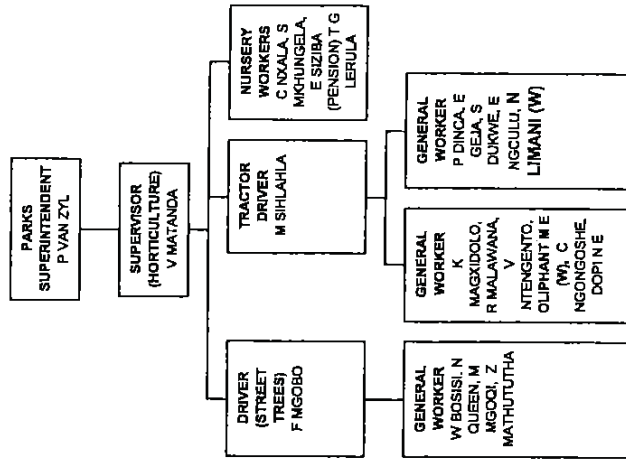 PARKS
SUPERINTENDENT
P VAN ZYL
SUPERVISOR
(HORTICULTURE)
V MATANDA
DRIVER
(STREET
TREES)
F MGOBO
TRACTOR
DRIVER
M SIHLAHLA
NURSERY
WORKERS
C NXALA, S
MKHUNGELA,
E SIZIBA
(PENSION) T G
LERULA
GENERAL
WORKER
W BOSISI. N
QUEEN, M
MGOQI, Z
MATHUTUTHA
GENERAL
WORKER
K
MAGXIDOLO,
R MALAWANA,
V
NTENGENTO,
OLIPHANT M E
(W), C
NGONGOSHE,
DOPI N E
GENERAL
WORKER
P DINCA, E
GEJA, S
DUKWE, E
NGCULU, N
LIMANI (W)